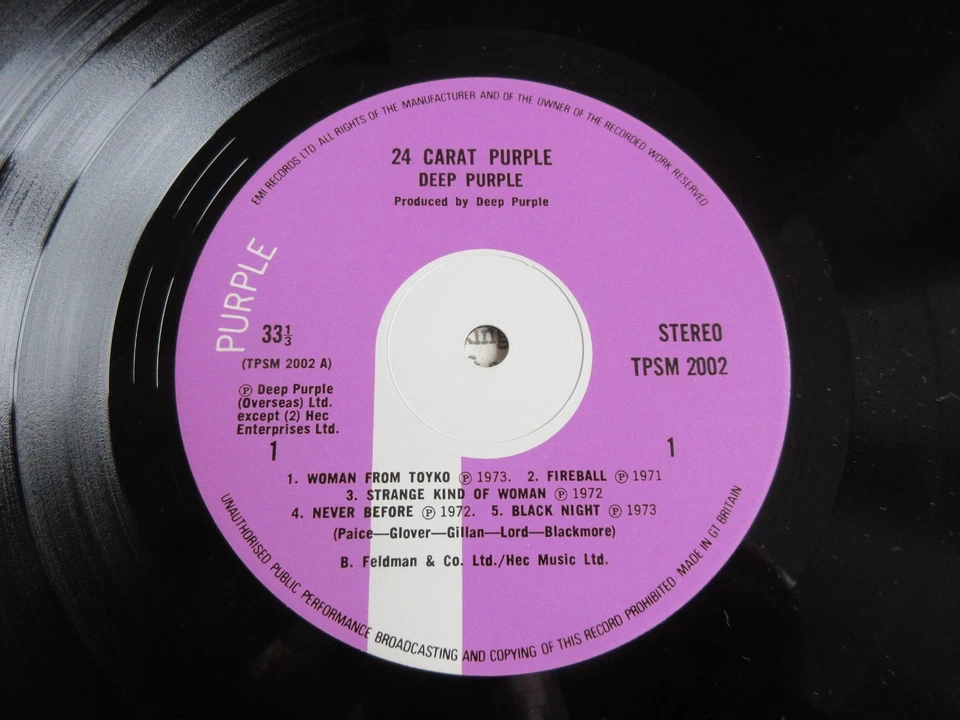 EMI RECORDS LTD ALL RIGHTS OF THE MANUFACTURER AND OF THE OWNER OF THE RECORDED WORK RESERVED
24 CARAT PURPLE
DEEP PURPLE
Produced by Deep Purple
PURPLE
33⅓
STEREO
(TPSM 2002 A)
TPSM 2002
℗ Deep Purple
(Overseas) Ltd.
except (2) Hec
Enterprises Ltd.
1
1
1. WOMAN FROM TOYKO ℗ 1973. 2. FIREBALL ℗ 1971
3. STRANGE KIND OF WOMAN ℗ 1972
4. NEVER BEFORE ℗ 1972. 5. BLACK NIGHT ℗ 1973
(Paice—Glover—Gillan—Lord—Blackmore)
B. Feldman & Co. Ltd./Hec Music Ltd.
UNAUTHORISED PUBLIC PERFORMANCE BROADCASTING AND COPYING OF THIS RECORD PROHIBITED MADE IN GT BRITAIN